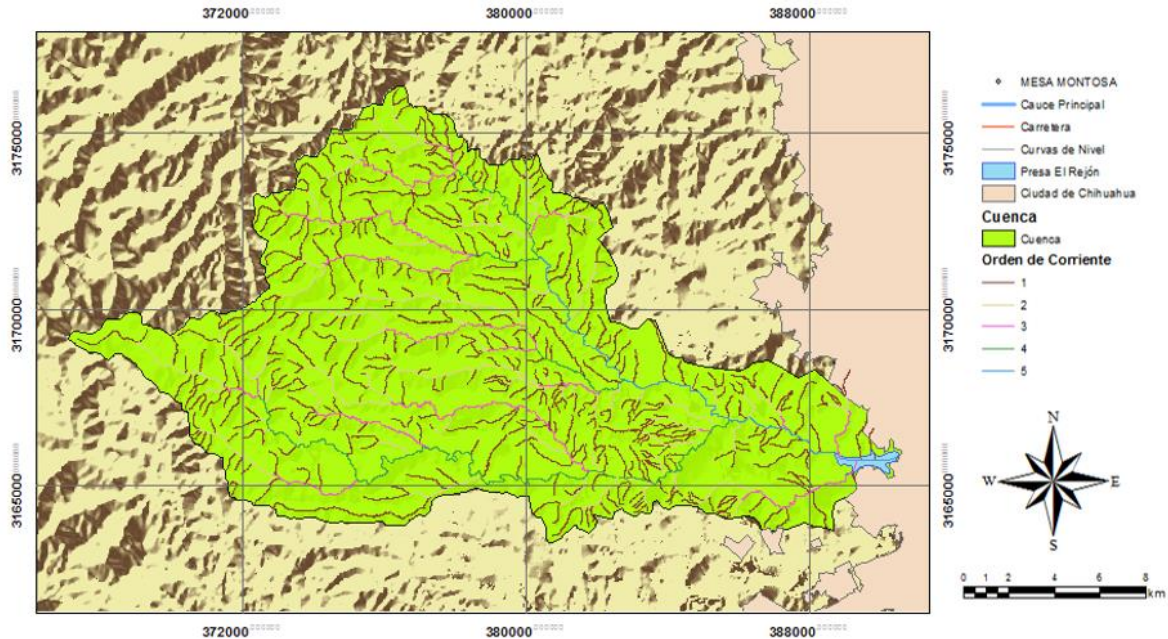 372000 380000 388000
3175000
3170000
3165000
3175000
3170000
3165000
372000 380000 388000
MESA MONTOSA
Cauce Principal
Carretera
Curvas de Nivel
Presa El Rejón
Ciudad de Chihuahua
Cuenca
Cuenca
Orden de Corriente
1
2
3
4
5
N
W E
S
0 1 2 4 6 8
km